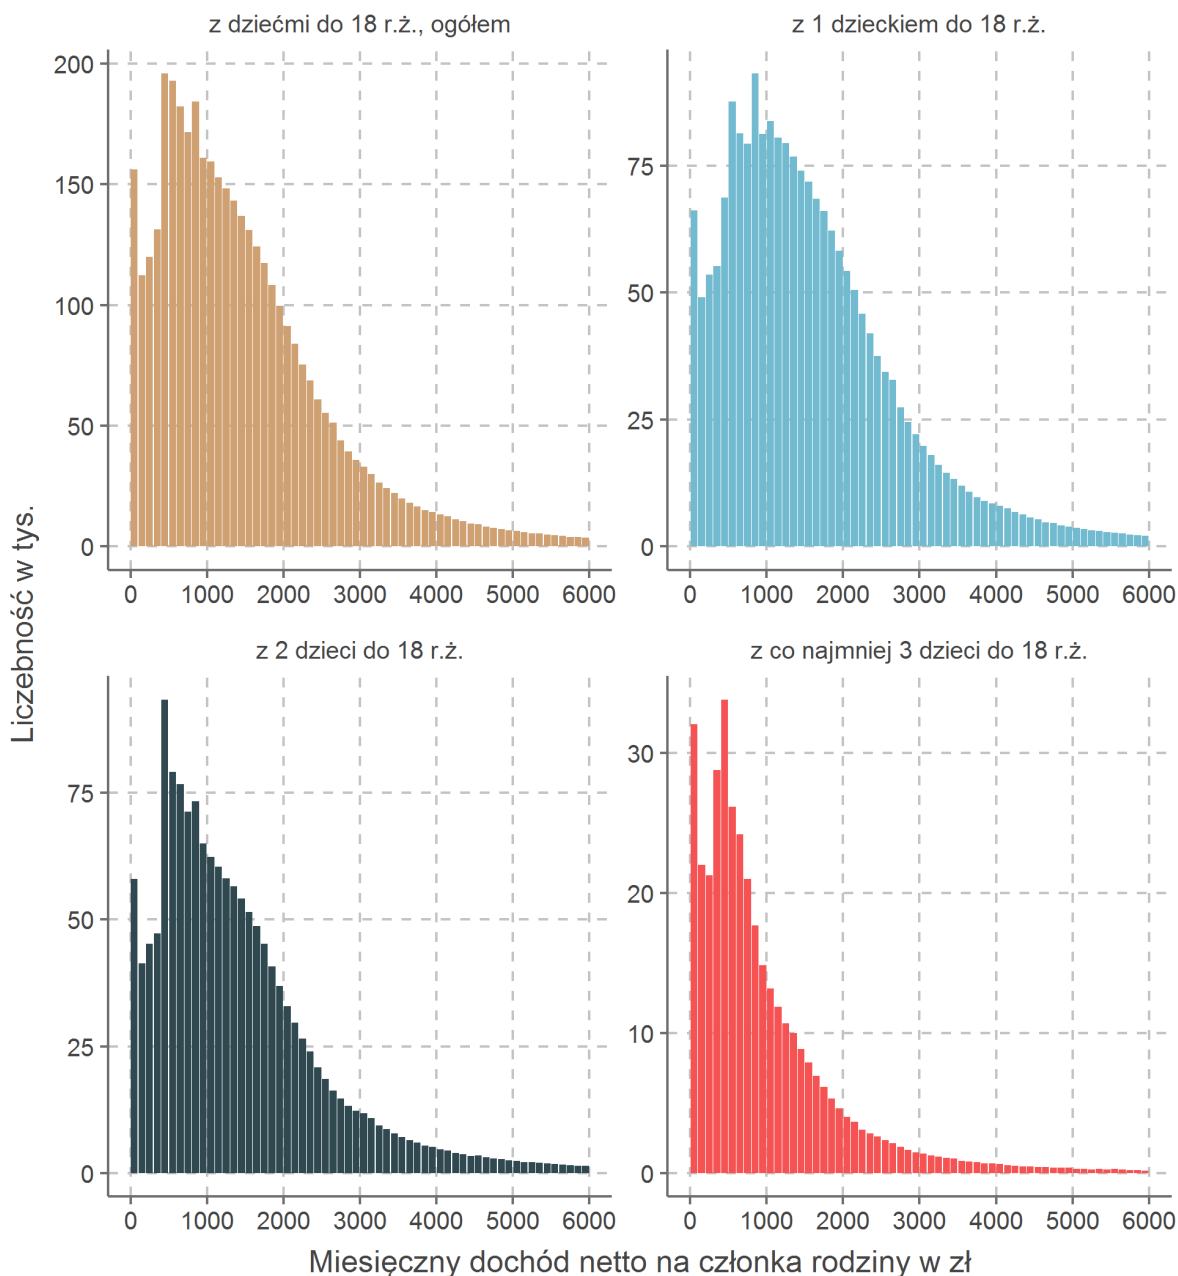 z dziećmi do 18 r.ż., ogółem
z 1 dzieckiem do 18 r.ż.
200
150
100
50
0
75
50
25
0
0 1000 2000 3000 4000 5000 6000
0 1000 2000 3000 4000 5000 6000
z 2 dzieci do 18 r.ż.
z co najmniej 3 dzieci do 18 r.ż.
75
50
25
0
30
20
10
0
0 1000 2000 3000 4000 5000 6000
0 1000 2000 3000 4000 5000 6000
Liczebność w tys.
Miesięczny dochód netto na członka rodziny w zł